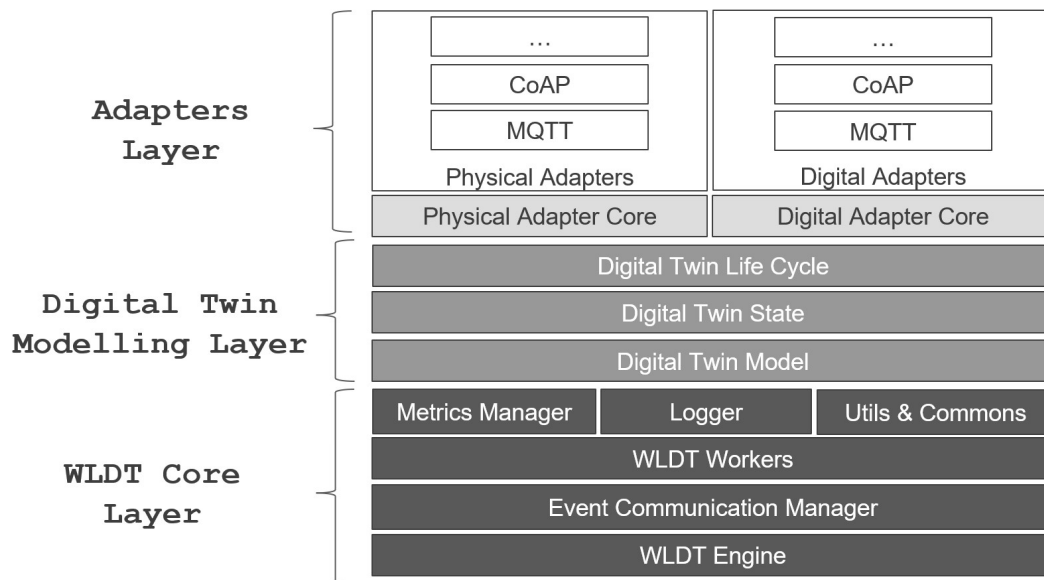 Adapters
Layer
…
CoAP
MQTT
Physical Adapters
…
CoAP
MQTT
Digital Adapters
Physical Adapter Core
Digital Adapter Core
Digital Twin
Modelling Layer
Digital Twin Life Cycle
Digital Twin State
Digital Twin Model
WLDT Core
Layer
Metrics Manager
Logger
Utils & Commons
WLDT Workers
Event Communication Manager
WLDT Engine